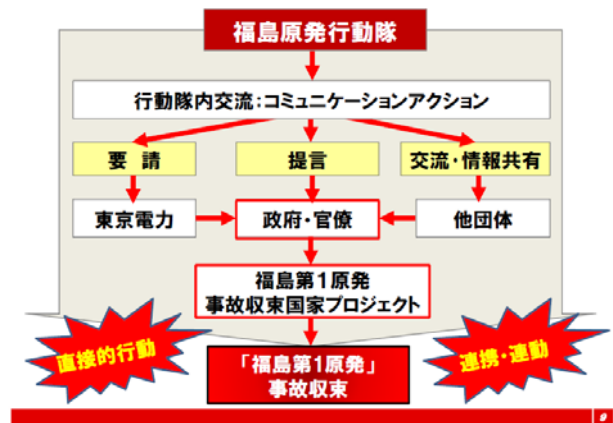 福島原発行動隊
行動隊内交流:コミュニケーションアクション
要 請
提言
交流・情報共有
東京電力
政府・官僚
他団体
福島第1原発
事故収束国家プロジェクト
直接的行動
「福島第1原発」
事故収束
連携・連動
9